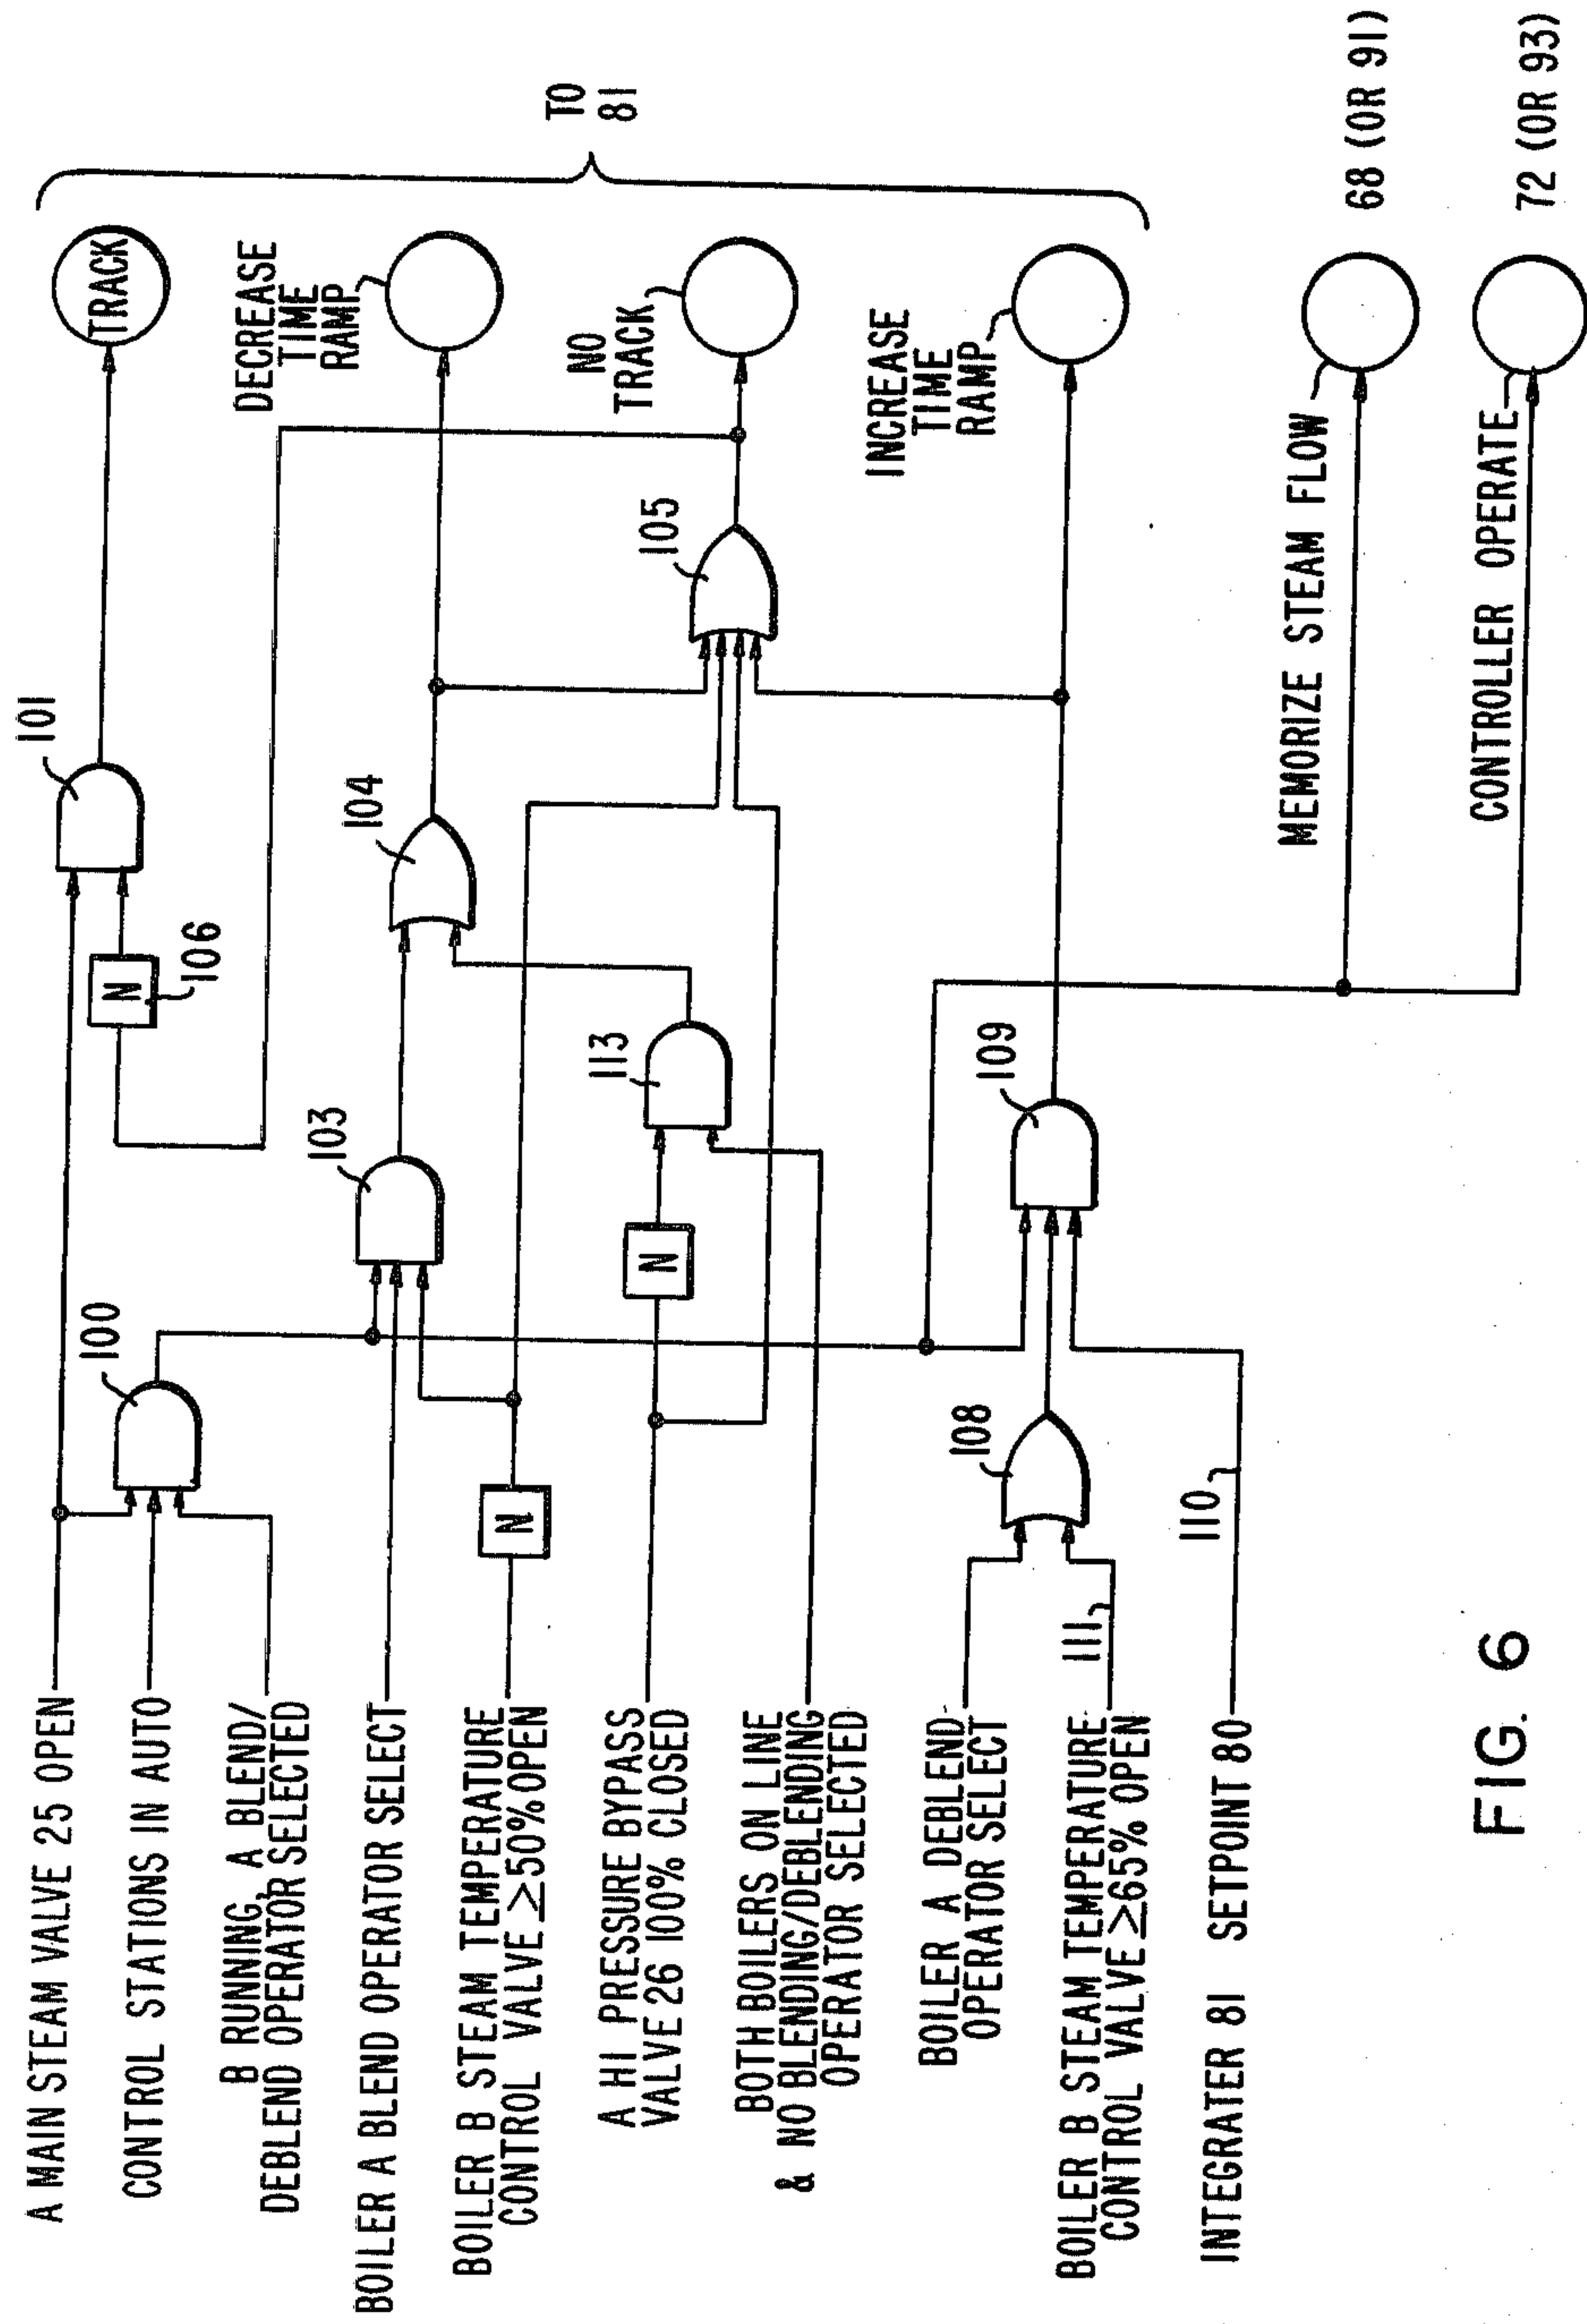 A MAIN STEAM VALVE 25 OPEN
CONTROL STATIONS IN AUTO
B RUNNING, A BLEND/
DEBLEND OPERATOR SELECTED
BOILER A BLEND OPERATOR SELECT
BOILER B STEAM TEMPERATURE
CONTROL VALVE ≥50% OPEN
A HI PRESSURE BYPASS
VALVE 26 100% CLOSED
BOTH BOILERS ON LINE
& NO BLENDING/DEBLENDING
OPERATOR SELECTED
BOILER A DEBLEND
OPERATOR SELECT
BOILER B STEAM TEMPERATURE
CONTROL VALVE ≥65% OPEN
INTEGRATER 81 SETPOINT 80
100
N
103
N
113
108
111
110
109
N
106
101
104
105
TRACK
DECREASE
TIME
RAMP
NO
TRACK
INCREASE
TIME
RAMP
TO
81
MEMORIZE STEAM FLOW
68 (OR 91)
CONTROLLER OPERATE
72 (OR 93)
FIG. 6